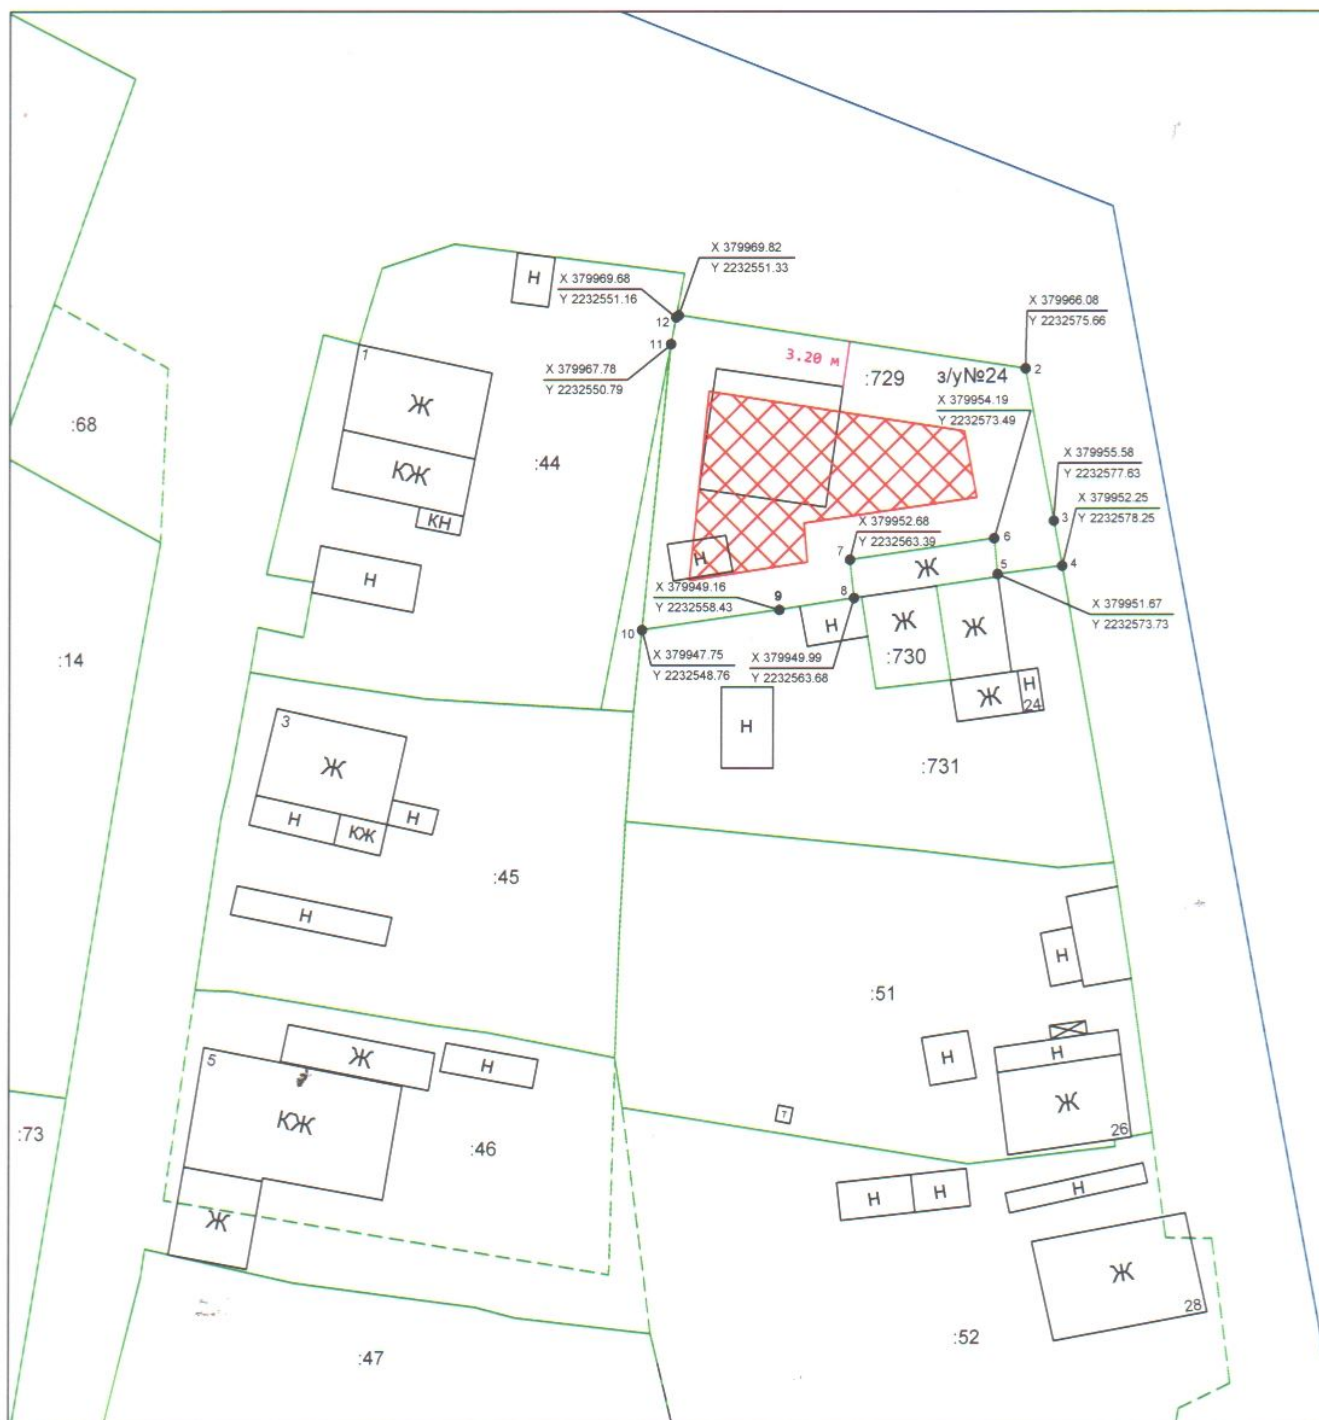 X 379969.82
Y 2232551.33
Н
X 379969.68
Y 2232551.16
X 379966.08
Y 2232575.66
12
11
1
3.20 м
2
:729
з/у№24
X 379967.78
Y 2232550.79
X 379954.19
Y 2232573.49
Ж
:68
X 379955.58
Y 2232577.63
:44
КЖ
X 379952.25
Y 2232578.25
КН
3
X 379952.68
Y 2232563.39
6
7
Н
Н
Ж
5
4
X 379949.16
Y 2232558.43
9
8
X 379951.67
Y 2232573.73
10
Н
Ж
Ж
:14
X 379947.75
Y 2232548.76
X 379949.99
Y 2232563.68
:730
Н
Ж
24
3
Н
Ж
:731
Н
КЖ
Н
:45
Н
Н
:51
5
Ж
Н
Н
Н
Ж
Т
КЖ
26
:73
:46
Н
Н
Н
Ж
Ж
28
:52
:47